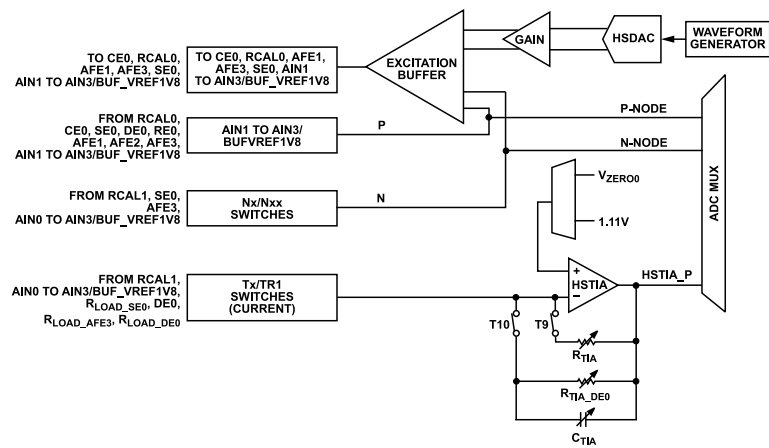 TO CE0, RCAL0,
AFE1, AFE3, SE0,
AIN1 TO AIN3/BUF_VREF1V8
TO CE0, RCAL0, AFE1,
AFE3, SE0, AIN1
TO AIN3/BUF_VREF1V8
EXCITATION
BUFFER
GAIN
HSDAC
WAVEFORM
GENERATOR
FROM RCAL0,
CE0, SE0, DE0, RE0,
AFE1, AFE2, AFE3,
AIN1 TO AIN3/BUF_VREF1V8
AIN1 TO AIN3/
BUFVREF1V8
P
P-NODE
N-NODE
ADC MUX
FROM RCAL1, SE0,
AFE3,
AIN0 TO AIN3/BUF_VREF1V8
Nx/Nxx
SWITCHES
N
VZERO0
1.11V
FROM RCAL1,
AIN0 TO AIN3/BUF_VREF1V8,
RLOAD_SE0, DE0,
RLOAD_AFE3, RLOAD_DE0
Tx/TR1
SWITCHES
(CURRENT)
+
HSTIA
–
HSTIA_P
T10
T9
RTIA
RTIA_DE0
CTIA